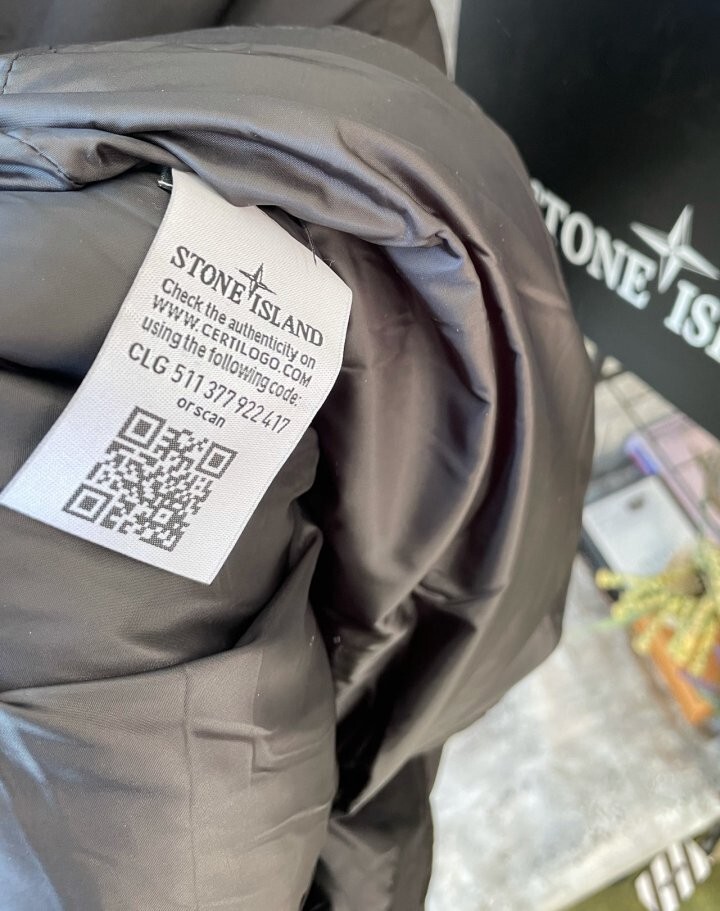 STONE ISLAND
Check the authenticity on
WWW.CERTILOGO.COM
using the following code:
CLG 511 377 922 417
or scan
STONE ISL